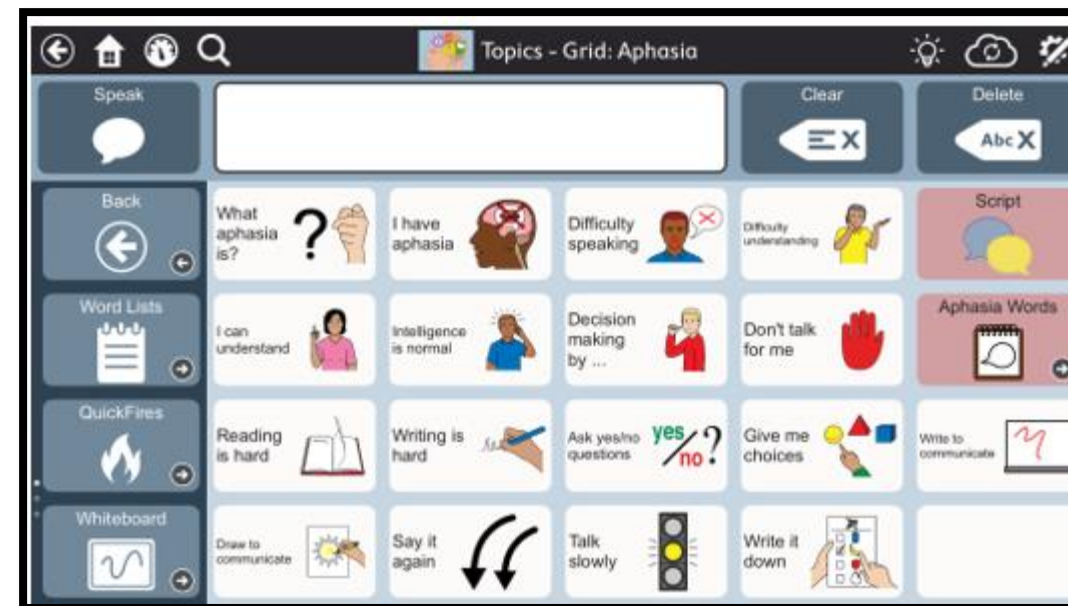 Topics - Grid: Aphasia
Speak
Clear
Delete
Abc X
Back
What
aphasia
is?
I have
aphasia
Difficulty
speaking
Difficulty
understanding
Script
Word Lists
I can
understand
Intelligence
is normal
Decision
making
by ...
Don't talk
for me
Aphasia Words
QuickFires
Reading
is hard
Writing is
hard
Ask yes/no
questions
yes/no?
Give me
choices
Write to
communicate
Whiteboard
Draw to
communicate
Say it
again
Talk
slowly
Write it
down